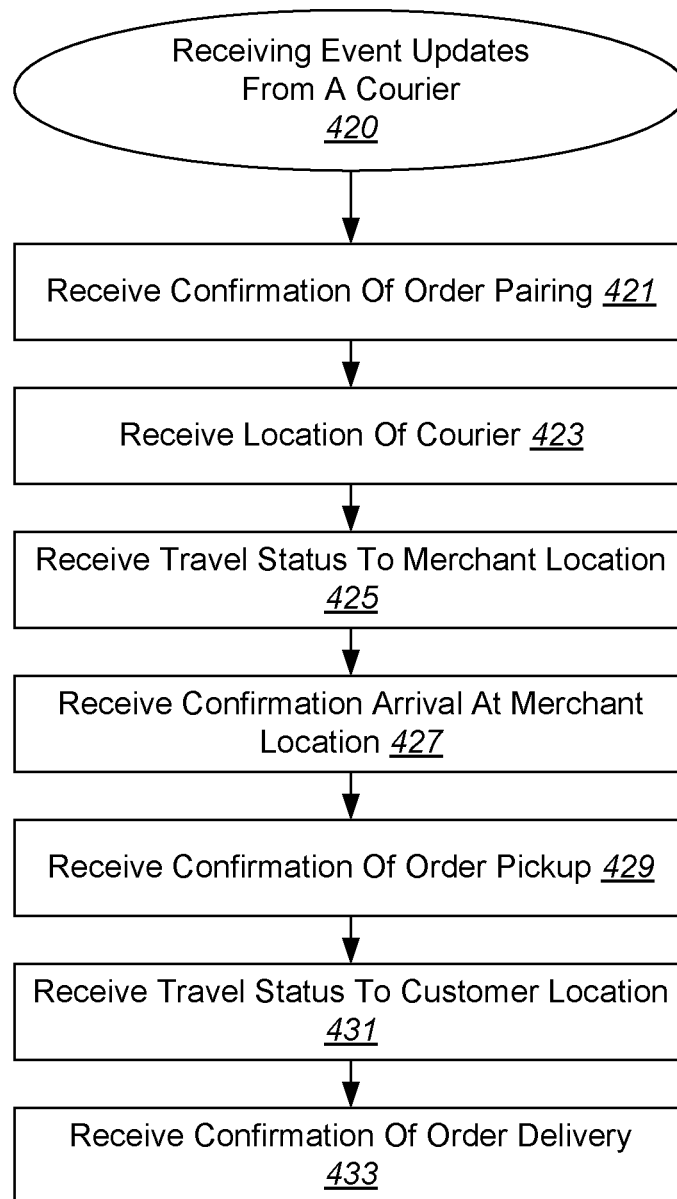 Receiving Event Updates
From A Courier
420
Receive Confirmation Of Order Pairing 421
Receive Location Of Courier 423
Receive Travel Status To Merchant Location
425
Receive Confirmation Arrival At Merchant
Location 427
Receive Confirmation Of Order Pickup 429
Receive Travel Status To Customer Location
431
Receive Confirmation Of Order Delivery
433